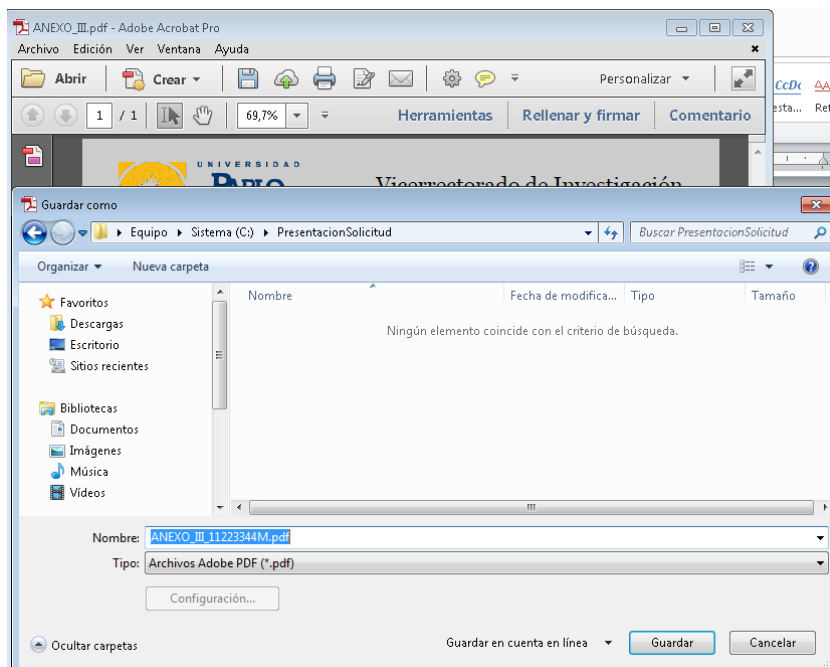 ANEXO_III.pdf - Adobe Acrobat Pro
Archivo Edición Ver Ventana Ayuda
Abrir Crear Personalizar
1 / 1 69,7% Herramientas Rellenar y firmar Comentario
UNIVERSIDAD
PABLO Vicerrectorado de Investigación
Guardar como
Equipo Sistema (C:) PresentacionSolicitud Buscar PresentacionSolicitud
Organizar Nueva carpeta
Favoritos
Descargas
Escritorio
Sitios recientes
Bibliotecas
Documentos
Imágenes
Música
Vídeos
Nombre Fecha de modifica... Tipo Tamaño
Ningún elemento coincide con el criterio de búsqueda.
Nombre: ANEXO_III_11223344M.pdf
Tipo: Archivos Adobe PDF (*.pdf)
Configuración...
Ocultar carpetas Guardar en cuenta en línea Guardar Cancelar